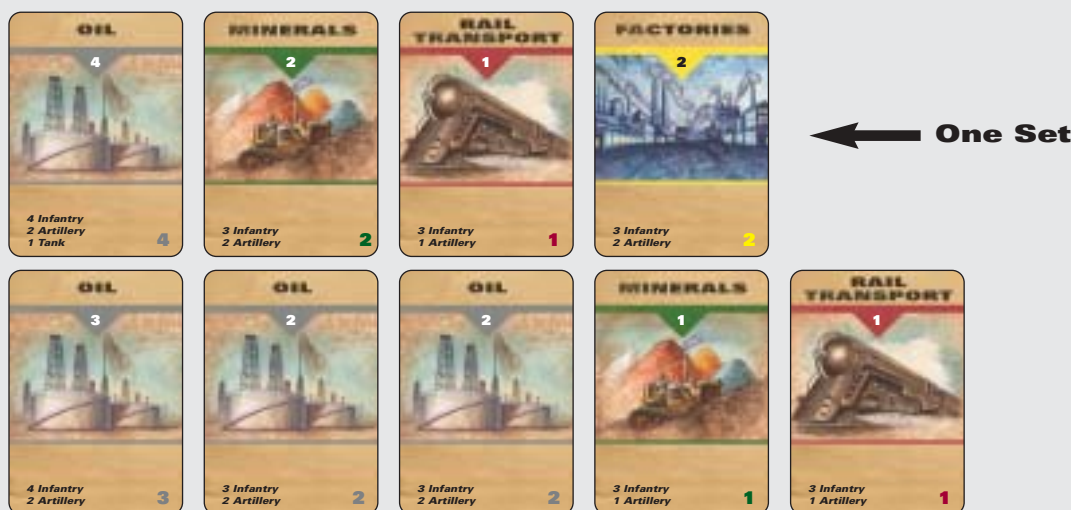 OIL
4
4 Infantry
2 Artillery
1 Tank
4
MINERALS
2
3 Infantry
2 Artillery
2
RAIL
TRANSPORT
1
3 Infantry
1 Artillery
1
FACTORIES
2
3 Infantry
2 Artillery
2
One Set
OIL
3
4 Infantry
2 Artillery
3
OIL
2
3 Infantry
2 Artillery
2
OIL
2
3 Infantry
2 Artillery
2
MINERALS
1
3 Infantry
1 Artillery
1
RAIL
TRANSPORT
1
3 Infantry
1 Artillery
1